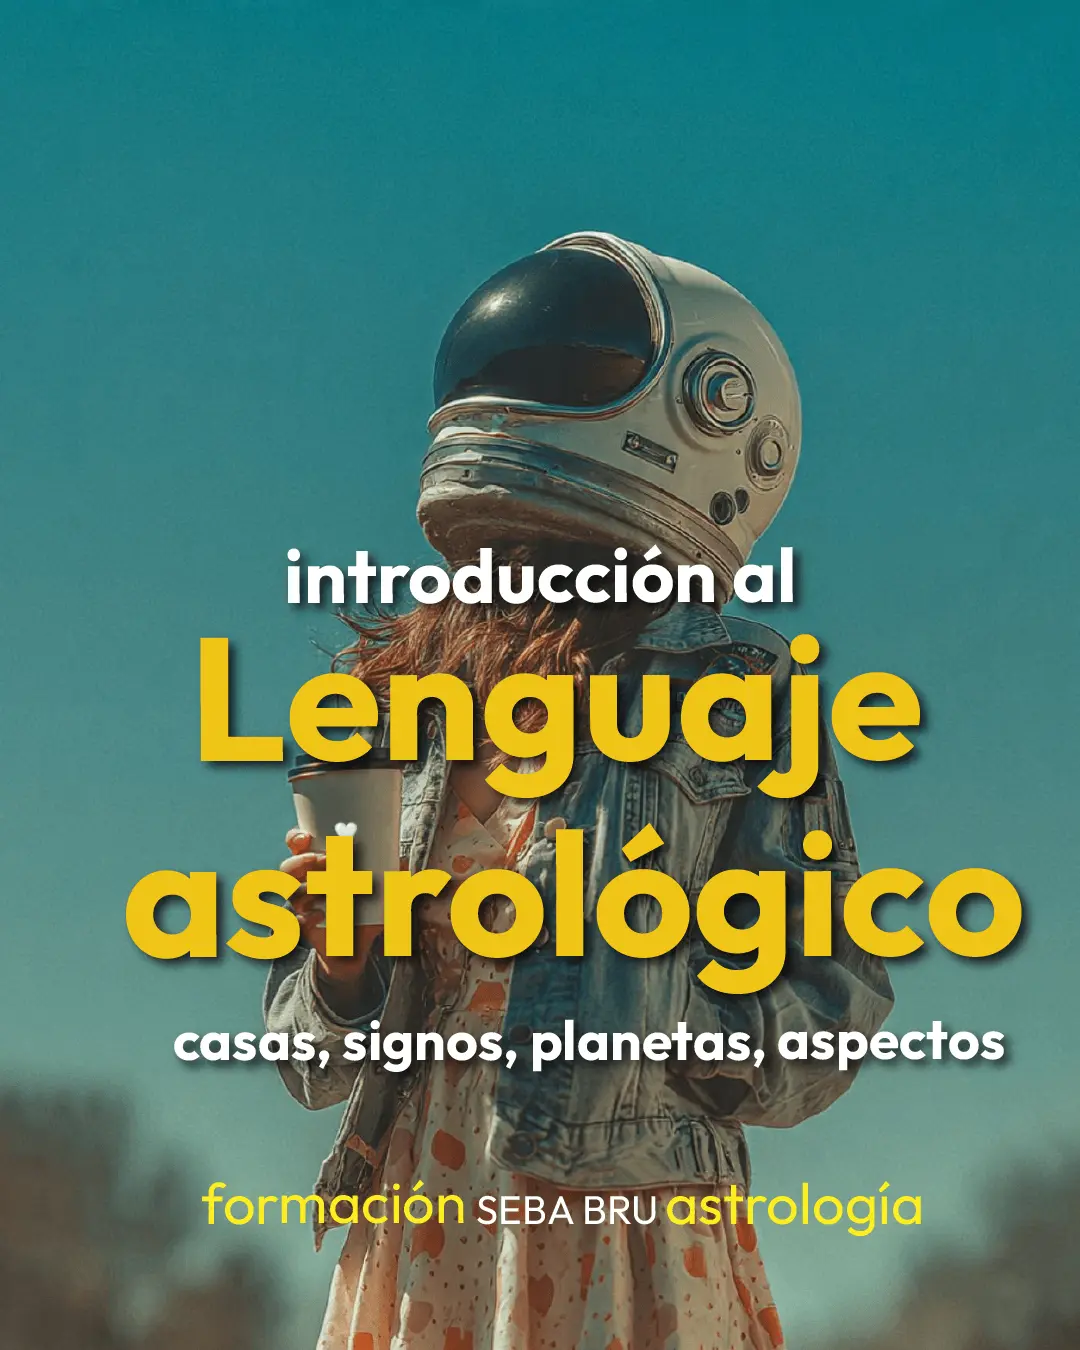 introducción al
Lenguaje
astrológico
casas, signos, planetas, aspectos
formación SEBA BRU astrología